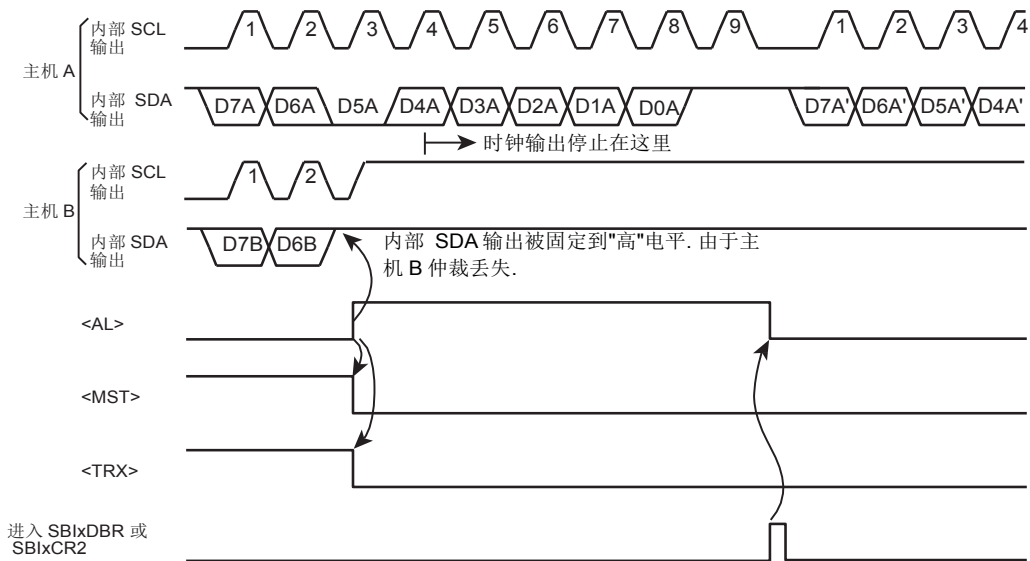 主机 A
内部 SCL
输出
1 2 3 4 5 6 7 8 9 1 2 3 4
内部 SDA
输出
D7A D6A D5A D4A D3A D2A D1A D0A D7A' D6A' D5A' D4A'
时钟输出停止在这里
主机 B
内部 SCL
输出
1 2
内部 SDA
输出
D7B D6B
内部 SDA 输出被固定到"高"电平. 由于主
机 B 仲裁丢失.
<AL>
<MST>
<TRX>
进入 SBIxDBR 或
SBIxCR2